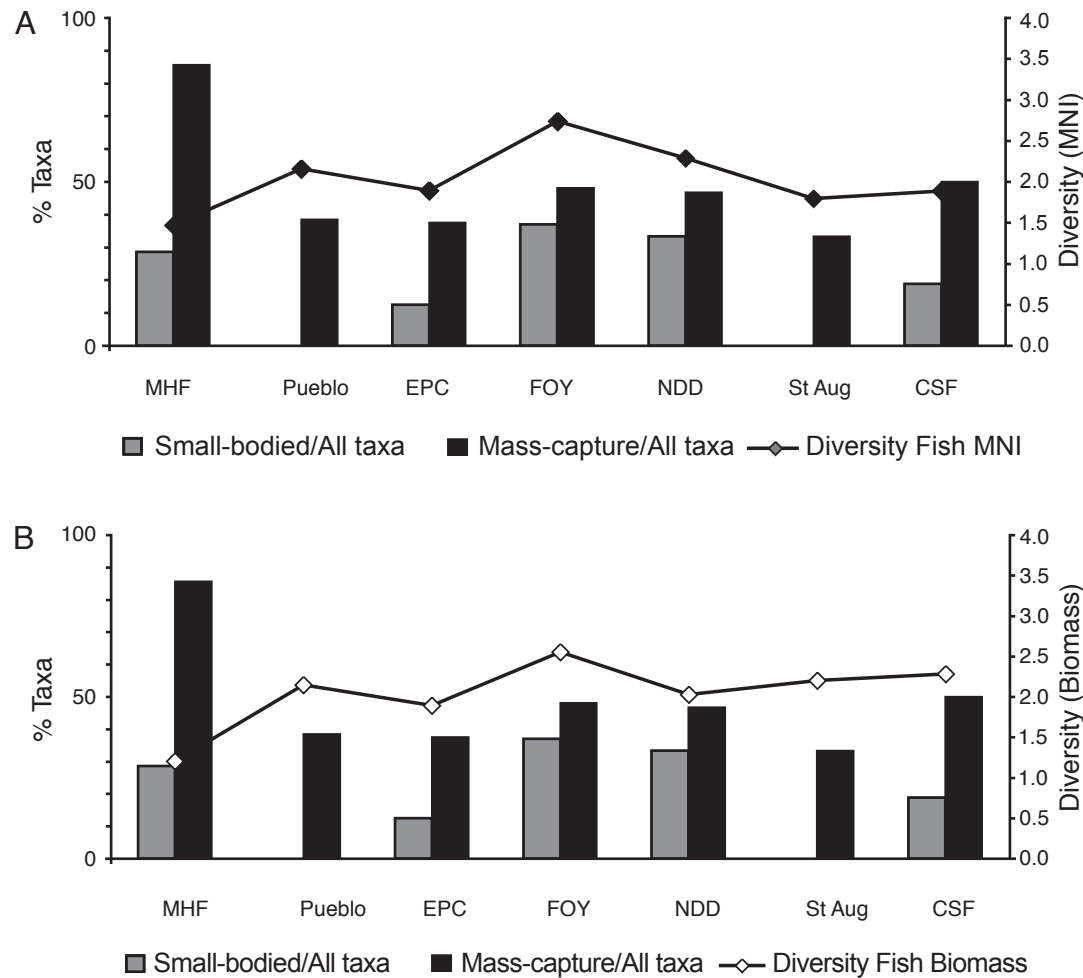 A
100
50
0
% Taxa
4.0
3.5
3.0
2.5
2.0
1.5
1.0
0.5
0.0
Diversity (MNI)
MHF Pueblo EPC FOY NDD St Aug CSF
Small-bodied/All taxa Mass-capture/All taxa Diversity Fish MNI
B
100
50
0
% Taxa
4.0
3.5
3.0
2.5
2.0
1.5
1.0
0.5
0.0
Diversity (Biomass)
MHF Pueblo EPC FOY NDD St Aug CSF
Small-bodied/All taxa Mass-capture/All taxa Diversity Fish Biomass